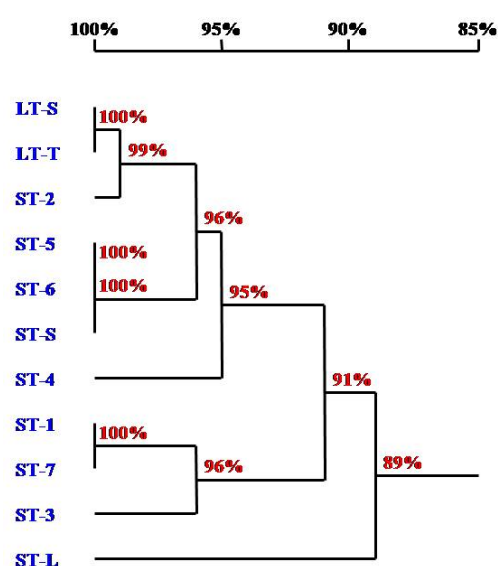 100% 95% 90% 85%
LT-S
100%
LT-T
99%
ST-2
96%
ST-5
100%
ST-6
100%
95%
ST-S
ST-4
91%
ST-1
100%
ST-7
96%
89%
ST-3
ST-L